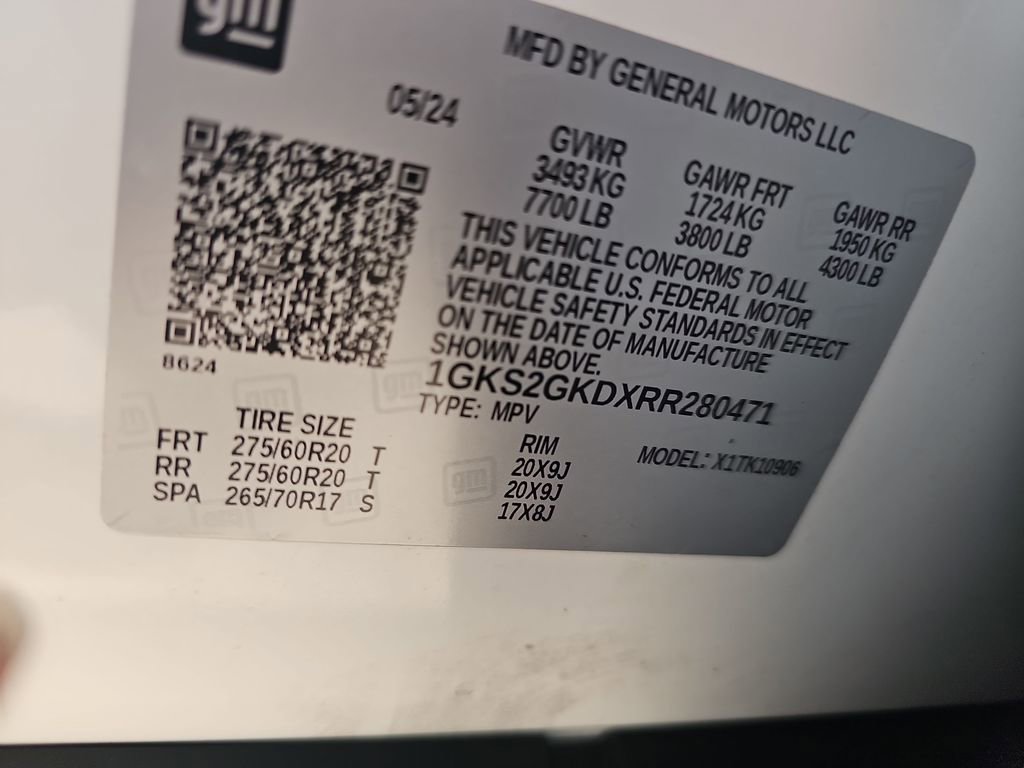 gm
MFD BY GENERAL MOTORS LLC
05/24
GVWR GAWR FRT GAWR RR
3493 KG 1724 KG 1950 KG
7700 LB 3800 LB 4300 LB
THIS VEHICLE CONFORMS TO ALL
APPLICABLE U.S. FEDERAL MOTOR
VEHICLE SAFETY STANDARDS IN EFFECT
ON THE DATE OF MANUFACTURE
SHOWN ABOVE.
8624
1GKS2GKDXRR280471
TYPE: MPV
MODEL: X1TK10906
TIRE SIZE RIM
FRT 275/60R20 T 20X9J
RR 275/60R20 T 20X9J
SPA 265/70R17 S 17X8J